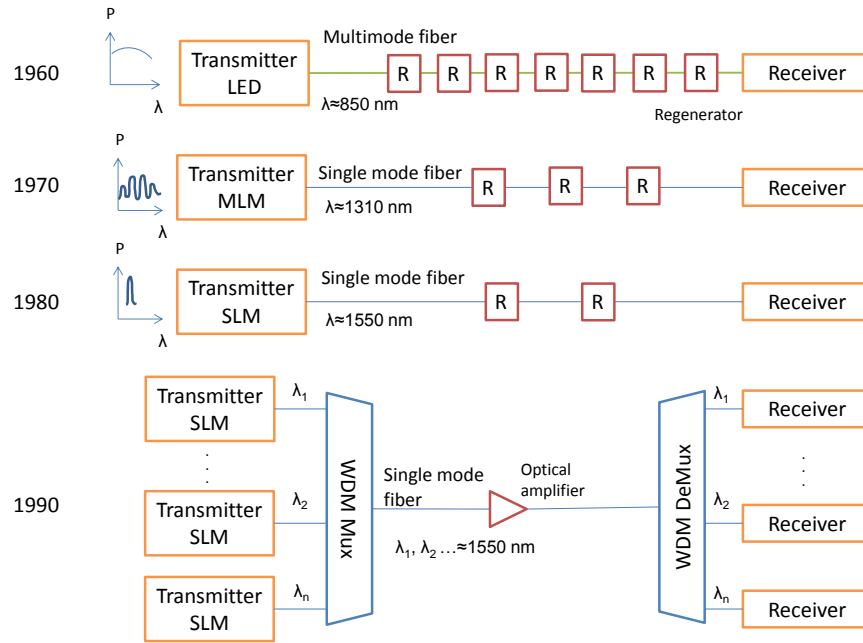 P
λ
1960
Transmitter
LED
Multimode fiber
λ≈850 nm
R
R
R
R
R
R
R
Regenerator
Receiver
P
λ
1970
Transmitter
MLM
Single mode fiber
λ≈1310 nm
R
R
R
Receiver
P
λ
1980
Transmitter
SLM
Single mode fiber
λ≈1550 nm
R
R
Receiver
1990
Transmitter
SLM
λ1
Transmitter
SLM
λ2
Transmitter
SLM
λn
WDM Mux
Single mode
fiber
Optical
amplifier
λ1, λ2 …≈1550 nm
WDM DeMux
λ1
Receiver
λ2
Receiver
λn
Receiver